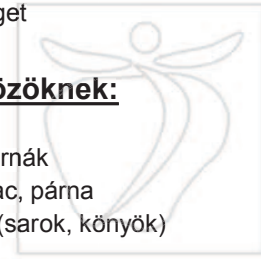 get
özöknek:
rnák
ac, párna
(sarok, könyök)